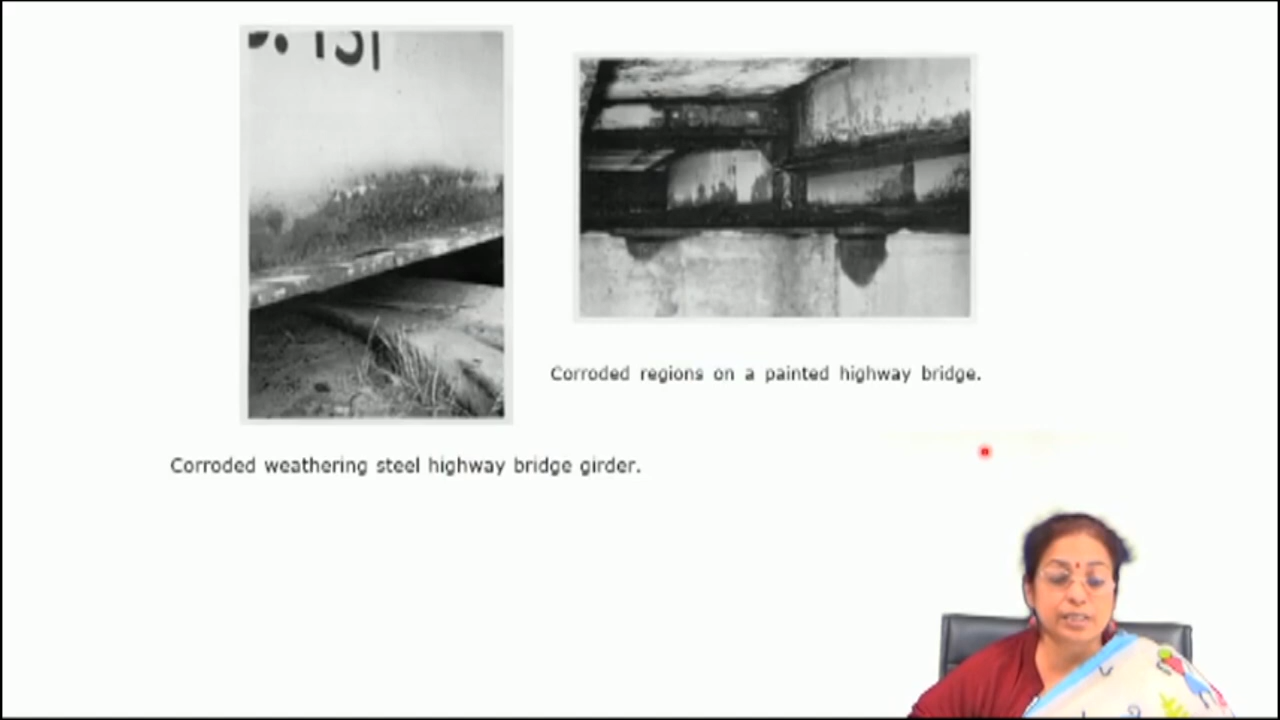 Corroded regions on a painted highway bridge.
Corroded weathering steel highway bridge girder.